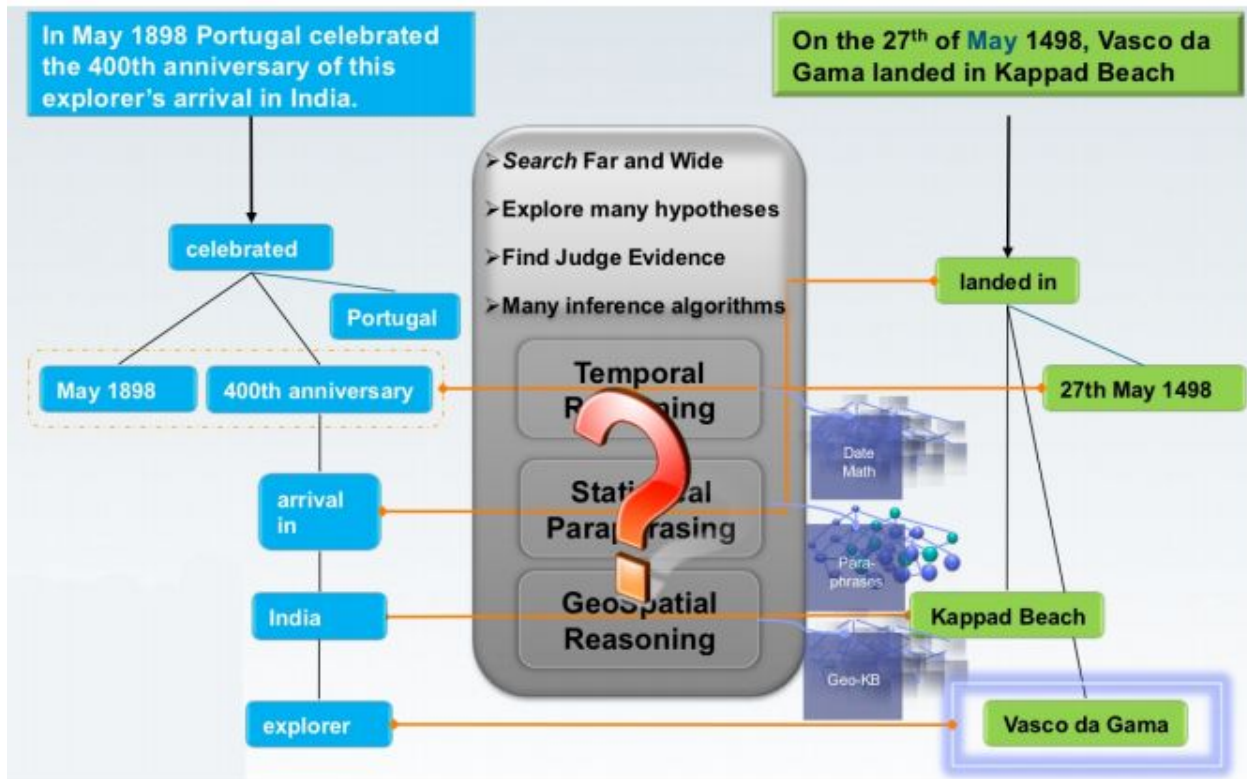 In May 1898 Portugal celebrated
the 400th anniversary of this
explorer's arrival in India.
On the 27th of May 1498, Vasco da
Gama landed in Kappad Beach
➢Search Far and Wide
➢Explore many hypotheses
➢Find Judge Evidence
➢Many inference algorithms
celebrated
Portugal
May 1898
400th anniversary
arrival
in
India
explorer
Temporal
Reasoning
Statistical
Paraphrasing
GeoSpatial
Reasoning
Date
Math
Para-
phrases
Geo-KB
landed in
27th May 1498
Kappad Beach
Vasco da Gama